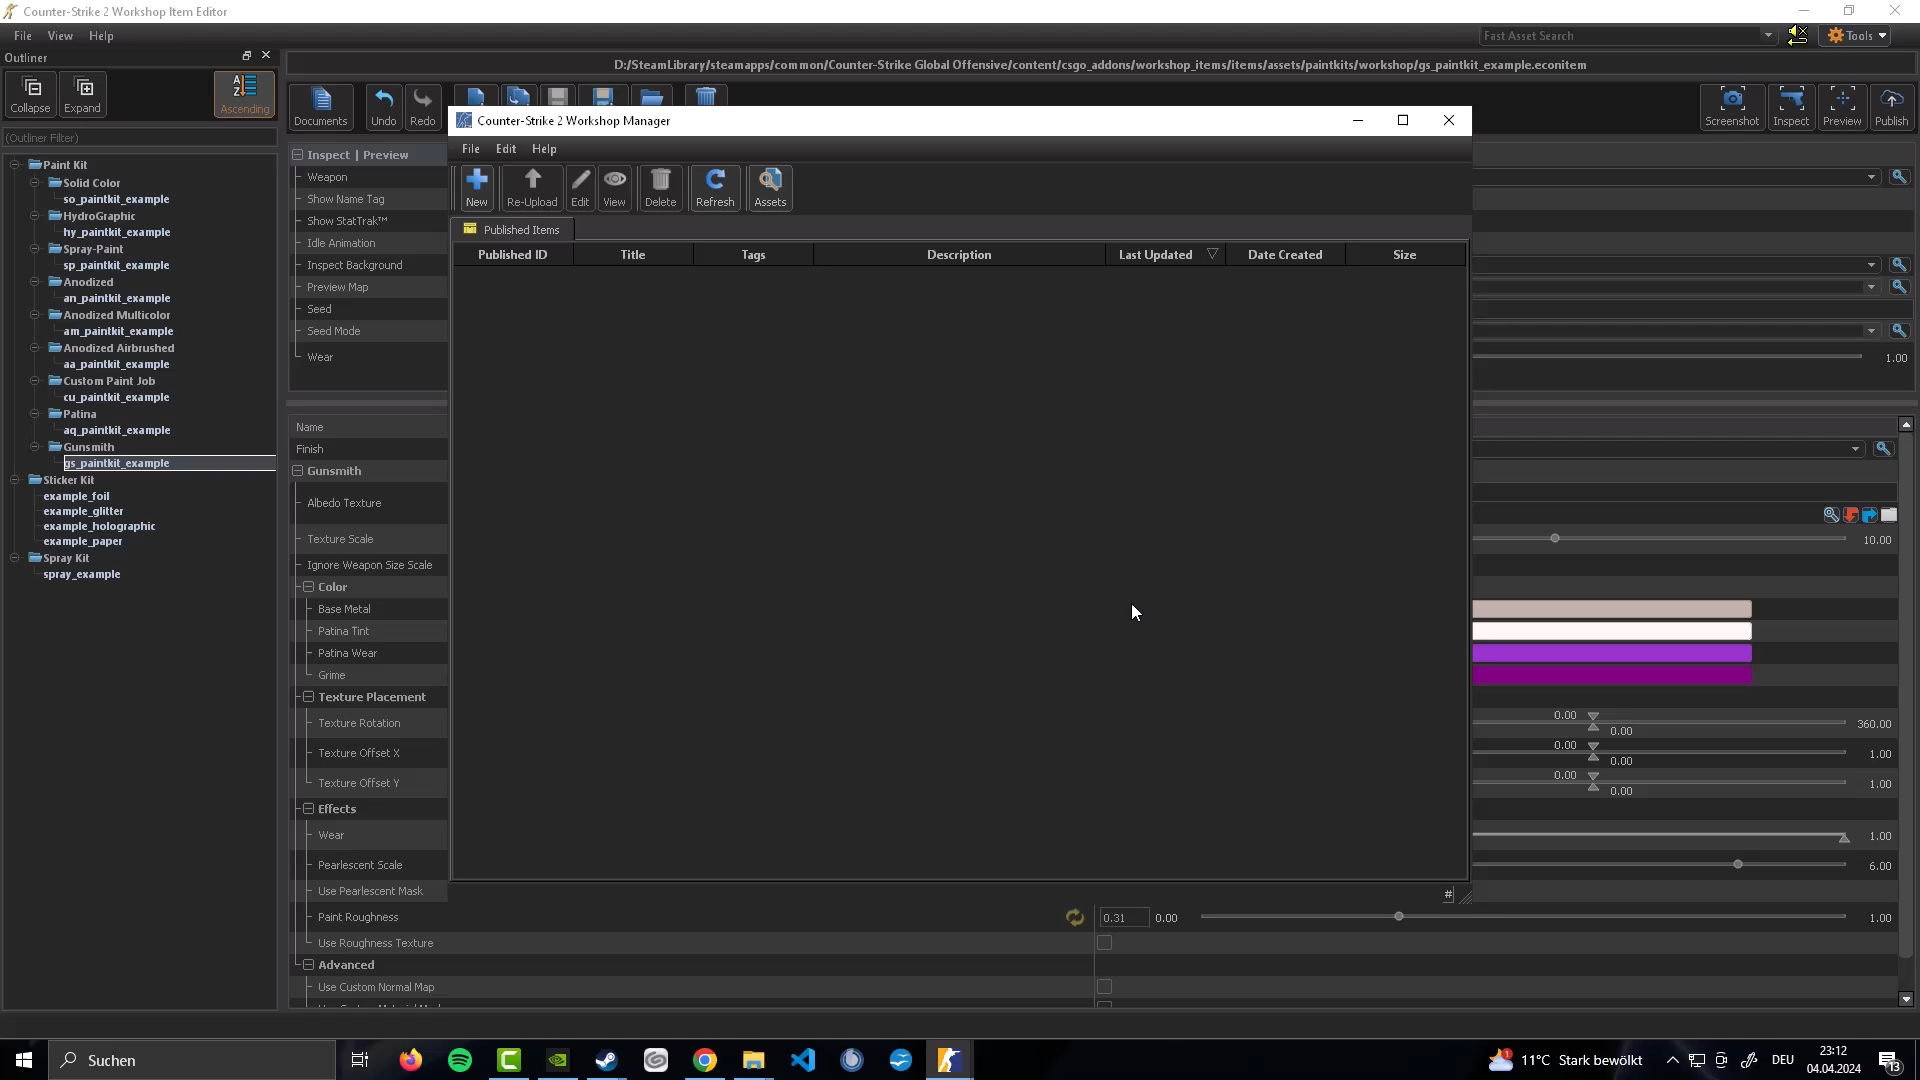 Counter-Strike 2 Workshop Item Editor
File View Help
Fast Asset Search
Tools
Outliner
D:/SteamLibrary/steamapps/common/Counter-Strike Global Offensive/content/csgo_addons/workshop_items/items/assets/paintkits/workshop/gs_paintkit_example.econitem
Collapse Expand Ascending
Documents Undo Redo
Screenshot Inspect Preview Publish
(Outliner Filter)
Paint Kit
Solid Color
so_paintkit_example
HydroGraphic
hy_paintkit_example
Spray-Paint
sp_paintkit_example
Anodized
an_paintkit_example
Anodized Multicolor
am_paintkit_example
Anodized Airbrushed
aa_paintkit_example
Custom Paint Job
cu_paintkit_example
Patina
aq_paintkit_example
Gunsmith
gs_paintkit_example
Sticker Kit
example_foil
example_glitter
example_holographic
example_paper
Spray Kit
spray_example
Inspect | Preview
Weapon
Show Name Tag
Show StatTrak™
Idle Animation
Inspect Background
Preview Map
Seed
Seed Mode
Wear
1.00
Name
Finish
Gunsmith
Albedo Texture
Texture Scale
10.00
Ignore Weapon Size Scale
Color
Base Metal
Patina Tint
Patina Wear
Grime
Texture Placement
Texture Rotation
0.00 0.00 360.00
Texture Offset X
0.00 0.00 1.00
Texture Offset Y
0.00 0.00 1.00
Effects
Wear
1.00
Pearlescent Scale
6.00
Use Pearlescent Mask
Paint Roughness
0.31 0.00 1.00
Use Roughness Texture
Advanced
Use Custom Normal Map
Counter-Strike 2 Workshop Manager
File Edit Help
New Re-Upload Edit View Delete Refresh Assets
Published Items
Published ID Title Tags Description Last Updated Date Created Size
#
Suchen
11°C Stark bewölkt
DEU
23:12
04.04.2024
13
1